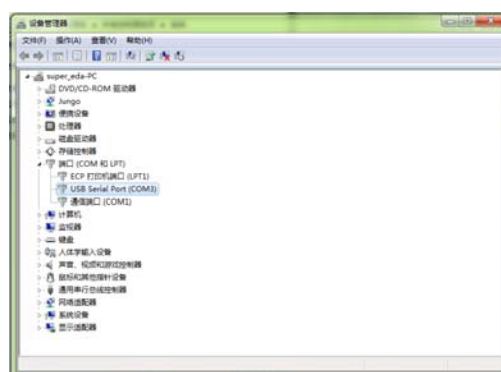 设备管理器
文件(F) 操作(A) 查看(V) 帮助(H)
super_eda-PC
DVD/CD-ROM 驱动器
Jungo
便携设备
处理器
磁盘驱动器
存储控制器
端口 (COM 和 LPT)
ECP 打印机端口 (LPT1)
USB Serial Port (COM3)
通信端口 (COM1)
计算机
监视器
键盘
人体学输入设备
声音、视频和游戏控制器
鼠标和其他指针设备
通用串行总线控制器
网络适配器
系统设备
显示适配器